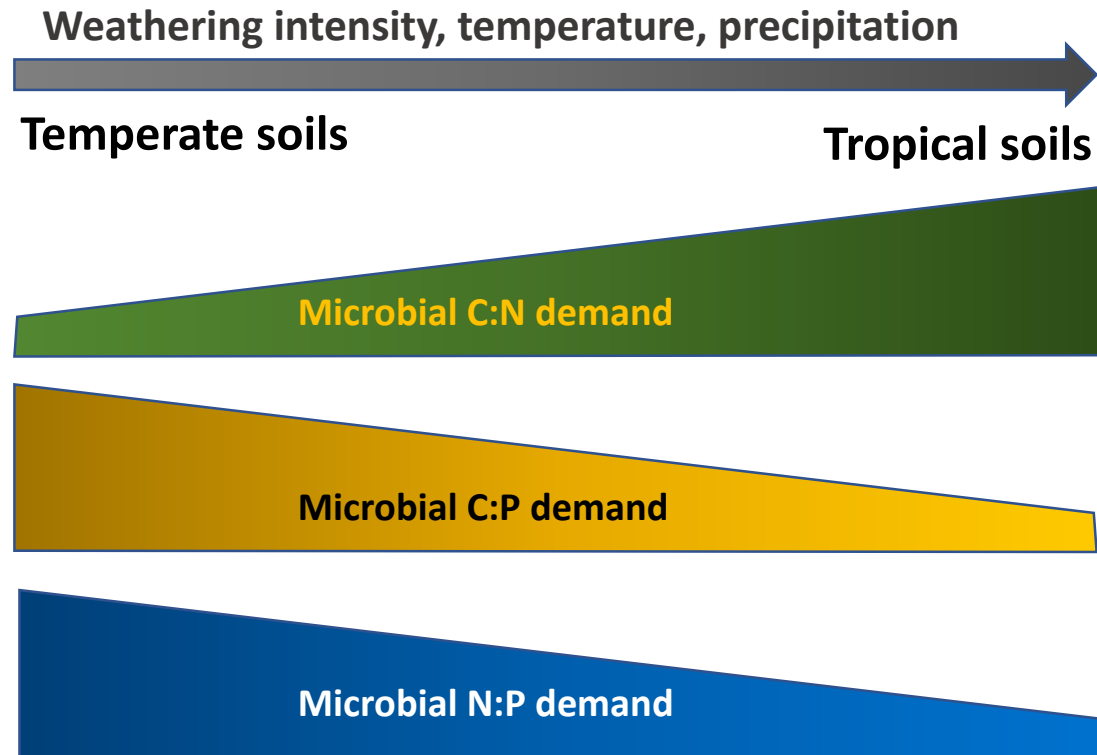 Weathering intensity, temperature, precipitation
Temperate soils
Tropical soils
Microbial C:N demand
Microbial C:P demand
Microbial N:P demand